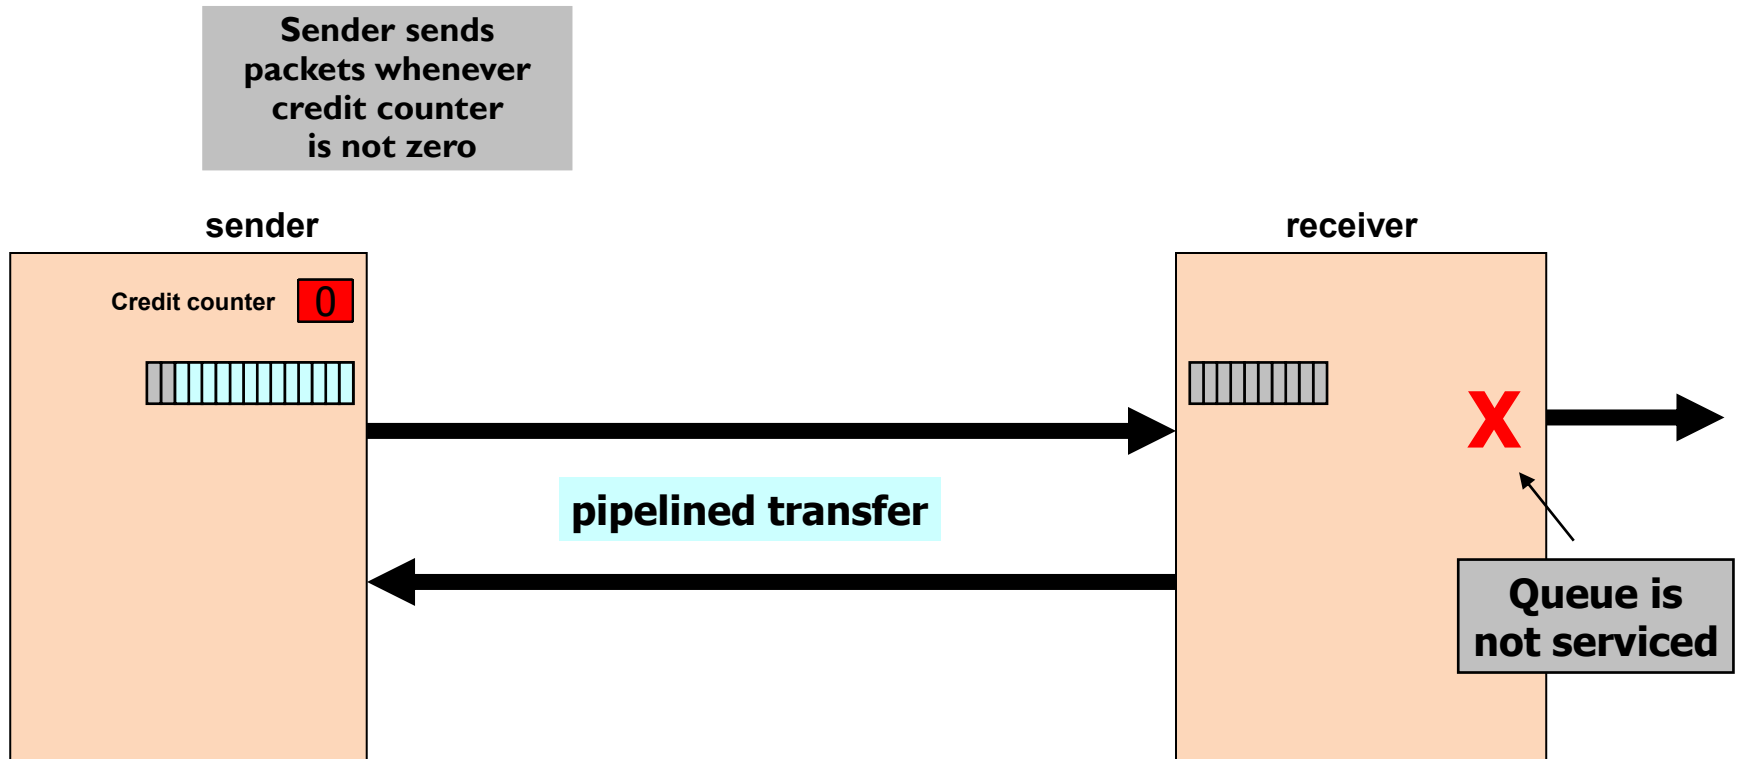 Sender sends
packets whenever
credit counter
is not zero
sender
receiver
Credit counter 0
X
pipelined transfer
Queue is
not serviced